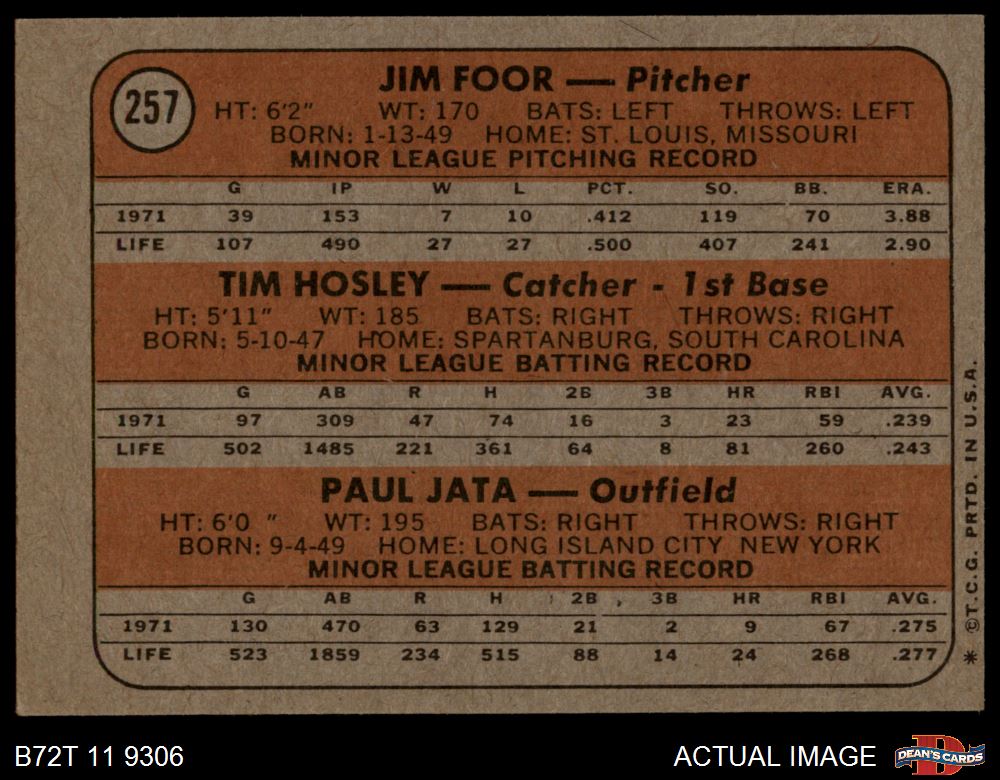 257
JIM FOOR — Pitcher
HT: 6'2" WT: 170 BATS: LEFT THROWS: LEFT
BORN: 1-13-49 HOME: ST. LOUIS, MISSOURI
MINOR LEAGUE PITCHING RECORD
G IP W L PCT. SO. BB. ERA.
1971 39 153 7 10 .412 119 70 3.88
LIFE 107 490 27 27 .500 407 241 2.90
TIM HOSLEY — Catcher - 1st Base
HT: 5'11" WT: 185 BATS: RIGHT THROWS: RIGHT
BORN: 5-10-47 HOME: SPARTANBURG, SOUTH CAROLINA
MINOR LEAGUE BATTING RECORD
G AB R H 2B 3B HR RBI AVG.
1971 97 309 47 74 16 3 23 59 .239
LIFE 502 1485 221 361 64 8 81 260 .243
PAUL JATA — Outfield
HT: 6'0 " WT: 195 BATS: RIGHT THROWS: RIGHT
BORN: 9-4-49 HOME: LONG ISLAND CITY NEW YORK
MINOR LEAGUE BATTING RECORD
G AB R H 2B 3B HR RBI AVG.
1971 130 470 63 129 21 2 9 67 .275
LIFE 523 1859 234 515 88 14 24 268 .277
* ©T.C.G. PRTD. IN U.S.A.
B72T 11 9306
ACTUAL IMAGE
D
DEAN'S CARDS